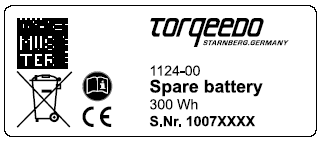 MUS
TER
TORQEEDO
STARNBERG.GERMANY
1124-00
Spare battery
300 Wh
S.Nr. 1007XXXX
CE